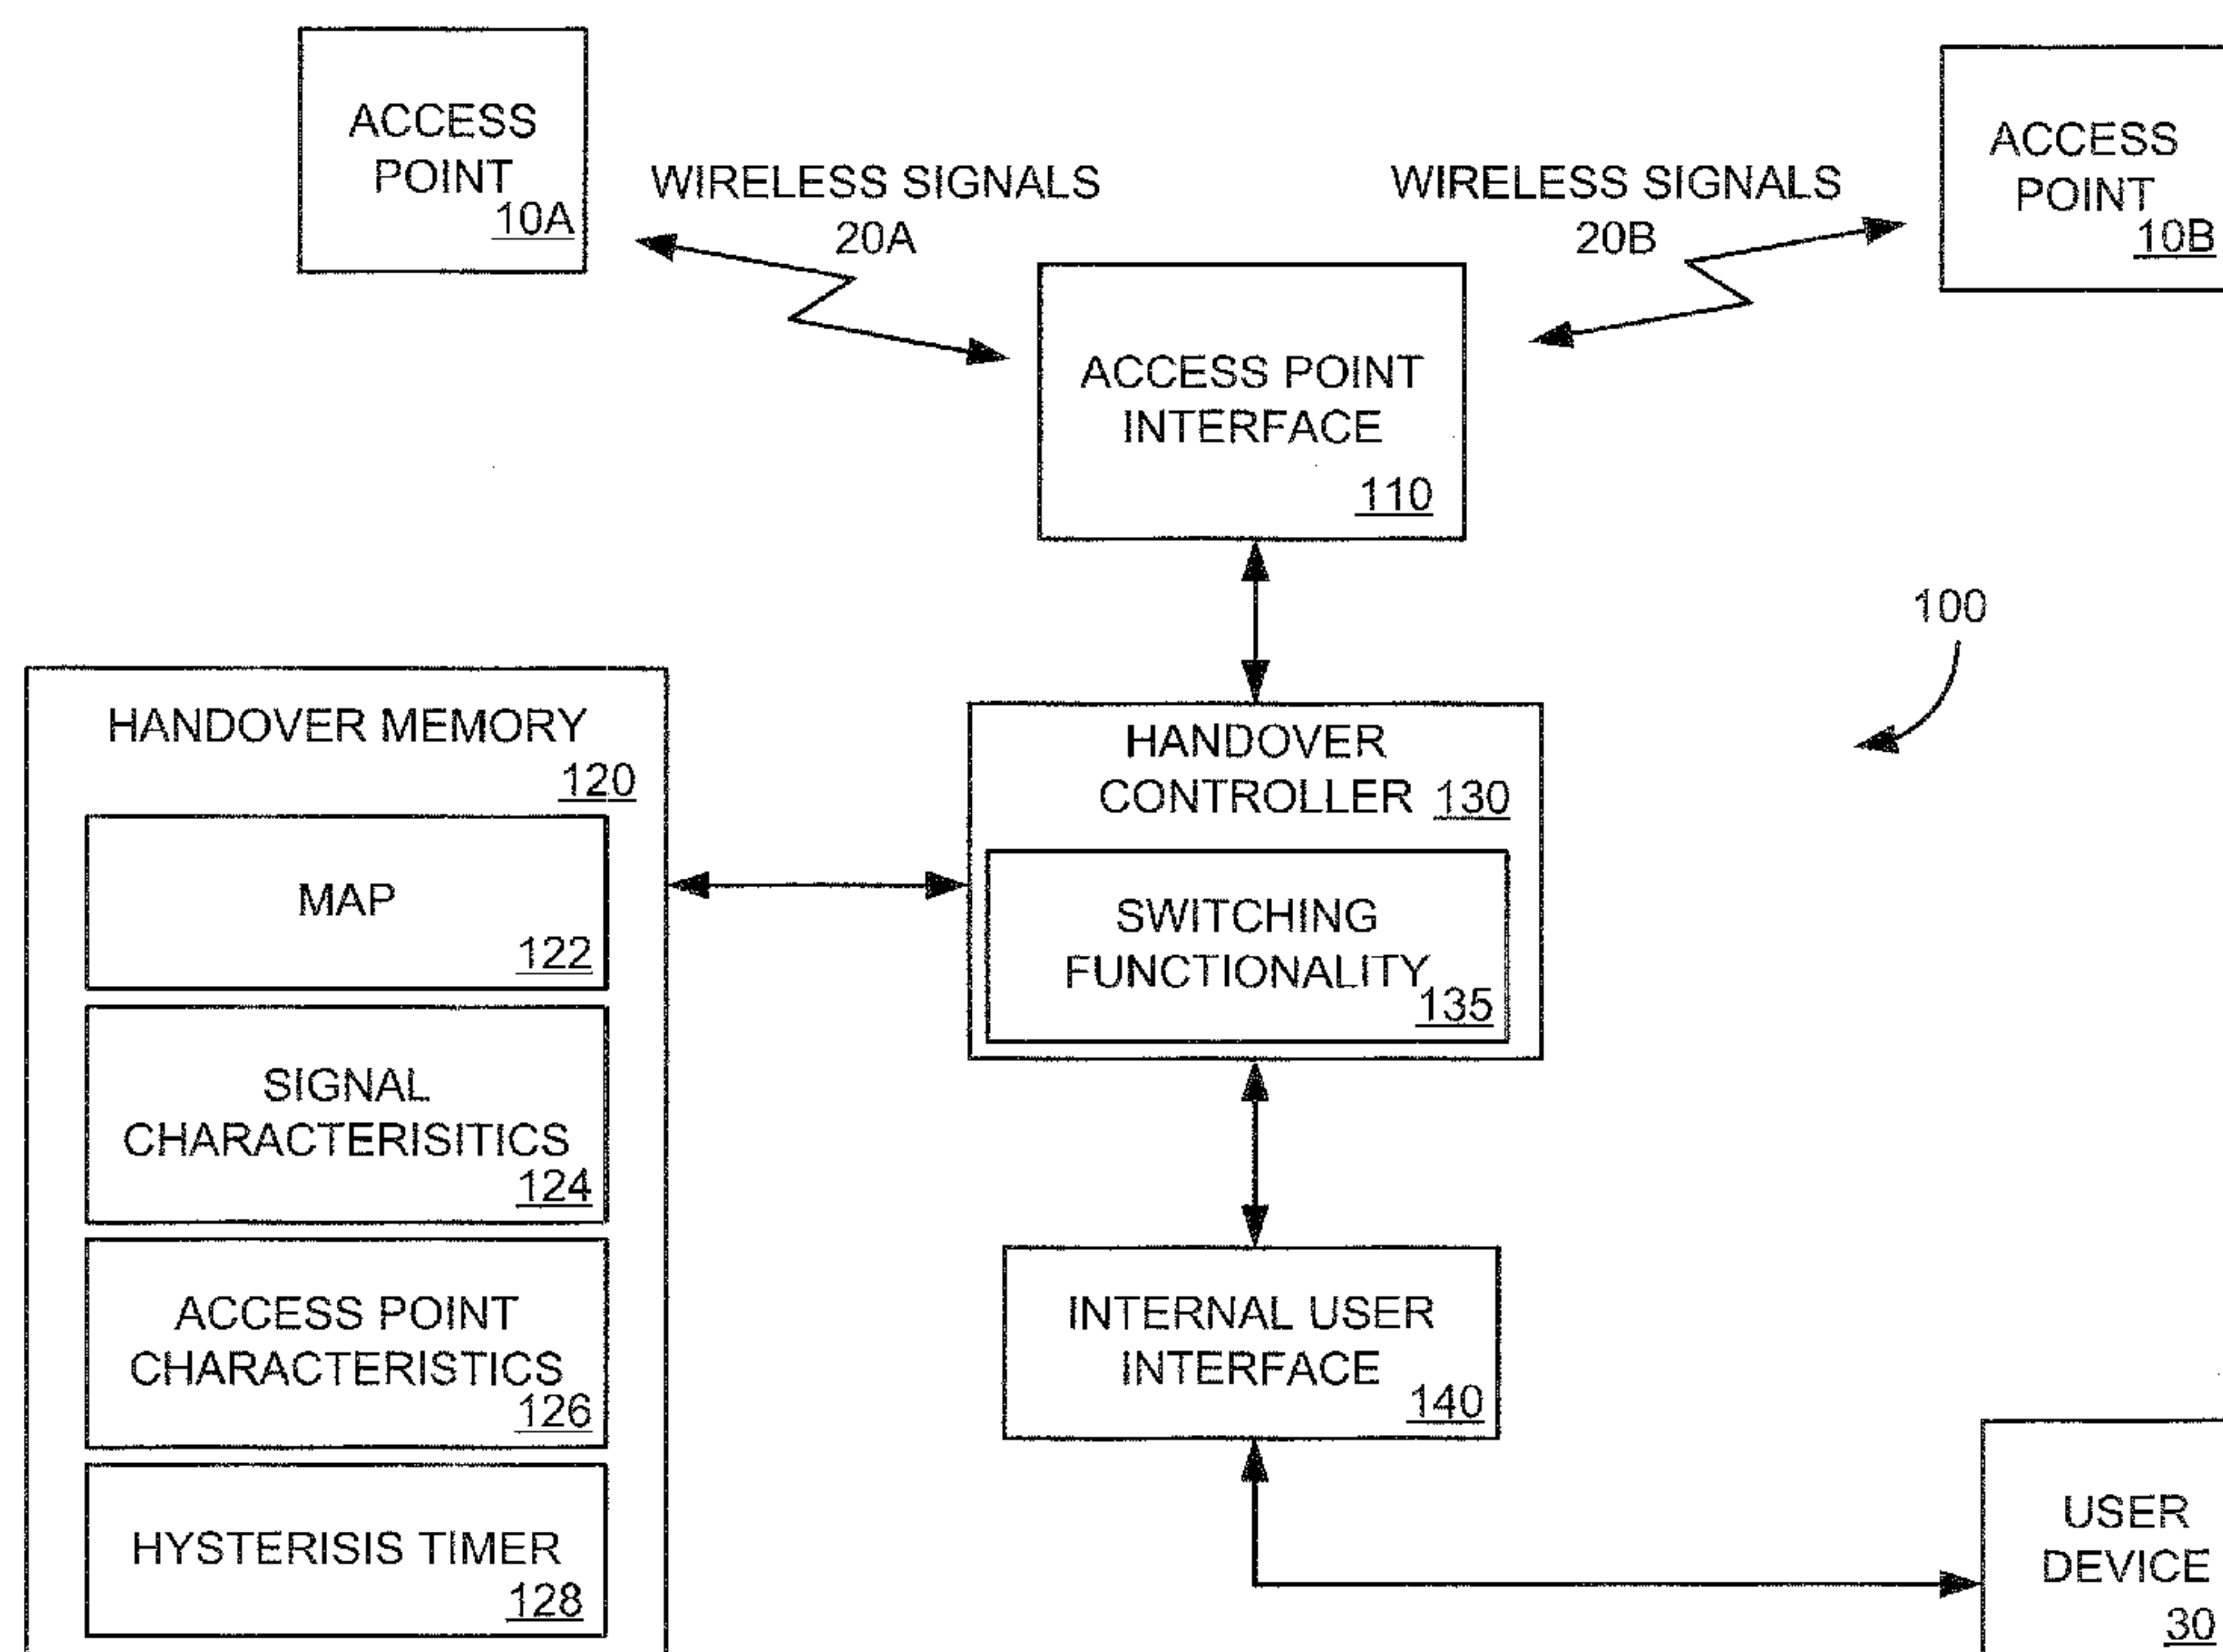 ACCESS
POINT
10A
WIRELESS SIGNALS
20A
WIRELESS SIGNALS
20B
ACCESS
POINT
10B
ACCESS POINT
INTERFACE
110
100
HANDOVER MEMORY
120
MAP
122
SIGNAL
CHARACTERISITICS
124
ACCESS POINT
CHARACTERISTICS
126
HYSTERISIS TIMER
128
HANDOVER
CONTROLLER 130
SWITCHING
FUNCTIONALITY
135
INTERNAL USER
INTERFACE
140
USER
DEVICE
30